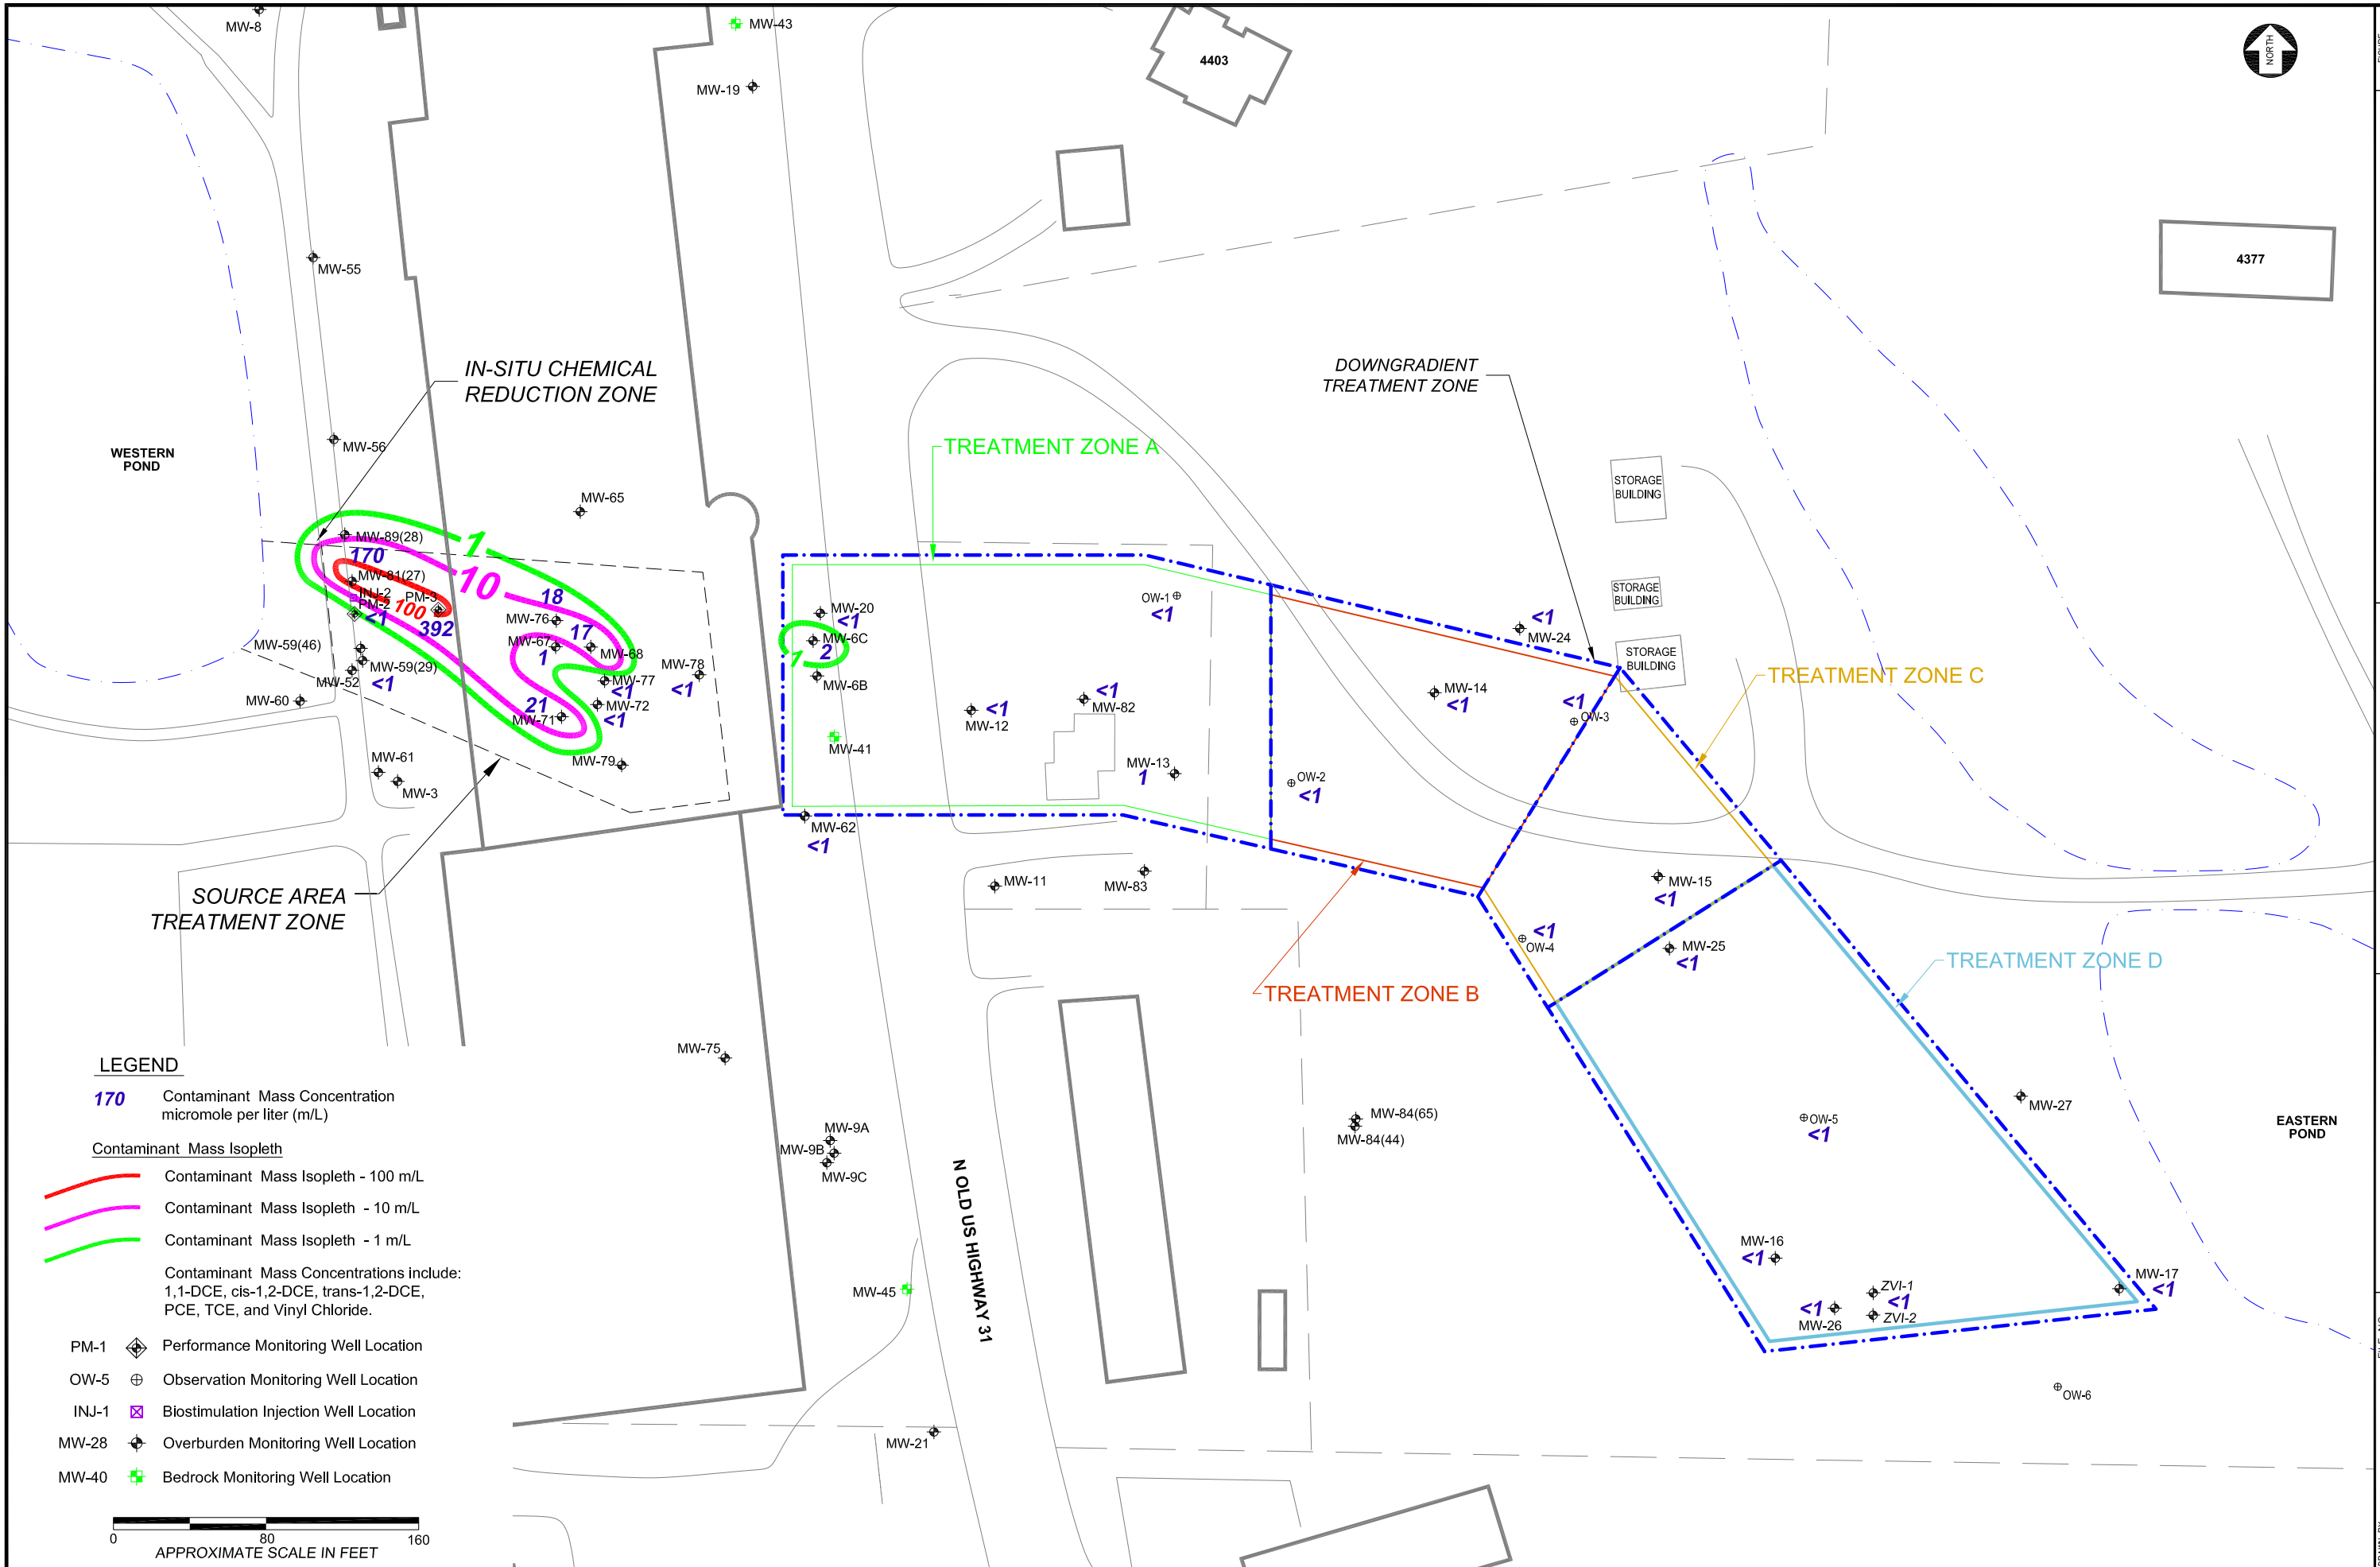 MW-8
MW-43
MW-19
4403
NORTH
MW-55
4377
IN-SITU CHEMICAL
REDUCTION ZONE
DOWNGRADIENT
TREATMENT ZONE
WESTERN
POND
MW-56
TREATMENT ZONE A
MW-65
STORAGE
BUILDING
MW-89(28)
1
170
10
MW-81(27)
INJ-2
PM-2
<1
100
PM-3
392
18
MW-76
17
MW-67
1
MW-68
STORAGE
BUILDING
OW-1
<1
MW-20
<1
MW-6C
2
1
MW-6B
<1
MW-24
STORAGE
BUILDING
MW-59(46)
MW-59(29)
MW-52
<1
MW-60
MW-78
<1
MW-77
<1
MW-72
<1
21
MW-71
MW-79
MW-61
MW-3
<1
MW-12
<1
MW-82
MW-41
MW-13
1
MW-14
<1
<1
OW-3
TREATMENT ZONE C
OW-2
<1
MW-62
<1
SOURCE AREA
TREATMENT ZONE
MW-11
MW-83
MW-15
<1
<1
OW-4
MW-25
<1
TREATMENT ZONE B
TREATMENT ZONE D
MW-75
MW-9A
MW-9B
MW-9C
MW-84(65)
MW-84(44)
OW-5
<1
MW-27
EASTERN
POND
N OLD US HIGHWAY 31
MW-45
MW-16
<1
ZVI-1
<1
ZVI-2
<1
MW-26
MW-17
<1
OW-6
MW-21
LEGEND
170 Contaminant Mass Concentration
micromole per liter (m/L)
Contaminant Mass Isopleth
Contaminant Mass Isopleth - 100 m/L
Contaminant Mass Isopleth - 10 m/L
Contaminant Mass Isopleth - 1 m/L
Contaminant Mass Concentrations include:
1,1-DCE, cis-1,2-DCE, trans-1,2-DCE,
PCE, TCE, and Vinyl Chloride.
PM-1 Performance Monitoring Well Location
OW-5 Observation Monitoring Well Location
INJ-1 Biostimulation Injection Well Location
MW-28 Overburden Monitoring Well Location
MW-40 Bedrock Monitoring Well Location
0 80 160
APPROXIMATE SCALE IN FEET